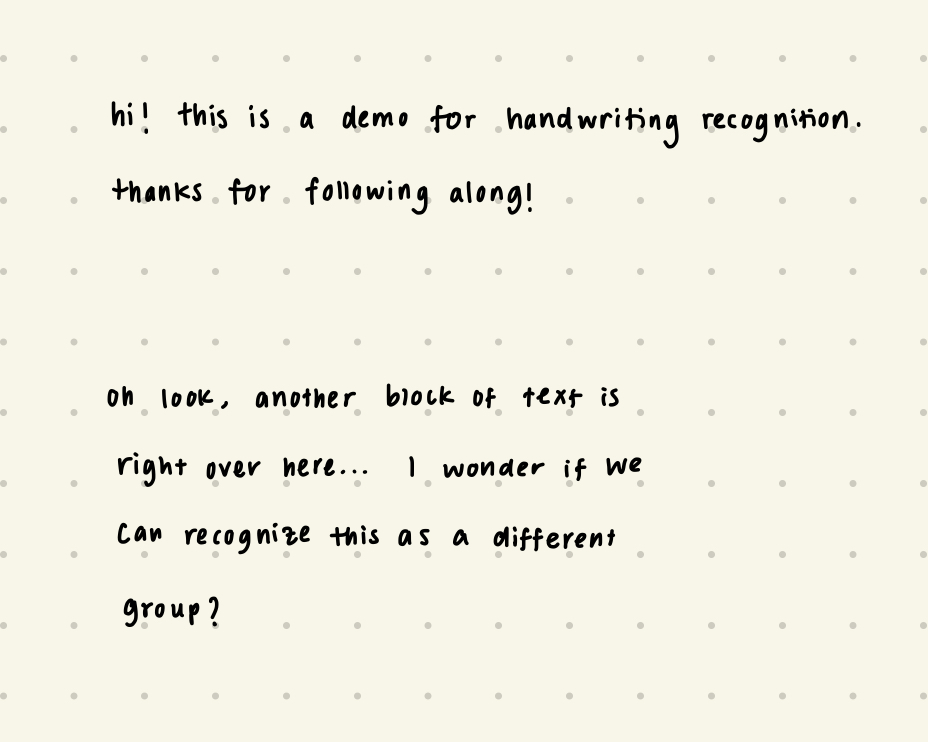 hi! this is a demo for handwriting recognition.
thanks for following along!
oh look, another block of text is
right over here... I wonder if we
can recognize this as a different
group?